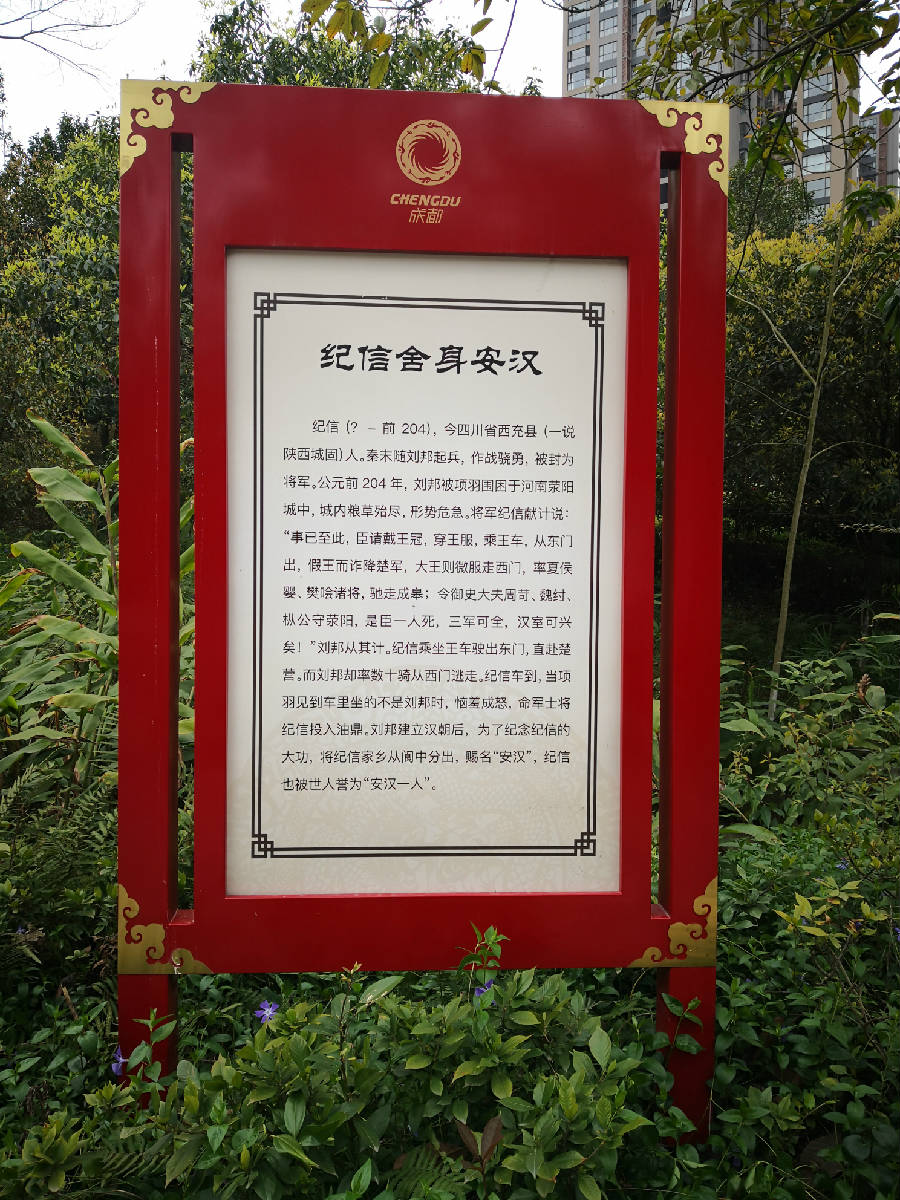 CHENGDU
成都
纪信舍身安汉
纪信（？－前 204），今四川省西充县（一说
陕西城固）人。秦末随刘邦起兵，作战骁勇，被封为
将军。公元前 204 年，刘邦被项羽围困于河南荥阳
城中，城内粮草殆尽，形势危急。将军纪信献计说：
“事已至此，臣请戴王冠，穿王服，乘王车，从东门
出，假王而诈降楚军，大王则微服走西门，率夏侯
婴、樊哙诸将，驰走成皋；令御史大夫周苛、魏豹、
枞公守荥阳，是臣一人死，三军可全，汉室可兴
矣！”刘邦从其计。纪信乘坐王车驶出东门，直赴楚
营。而刘邦却率数十骑从西门逃走。纪信车到，当项
羽见到车里坐的不是刘邦时，恼羞成怒，命军士将
纪信投入油鼎。刘邦建立汉朝后，为了纪念纪信的
大功，将纪信家乡从阆中分出，赐名“安汉”，纪信
也被世人誉为“安汉一人”。